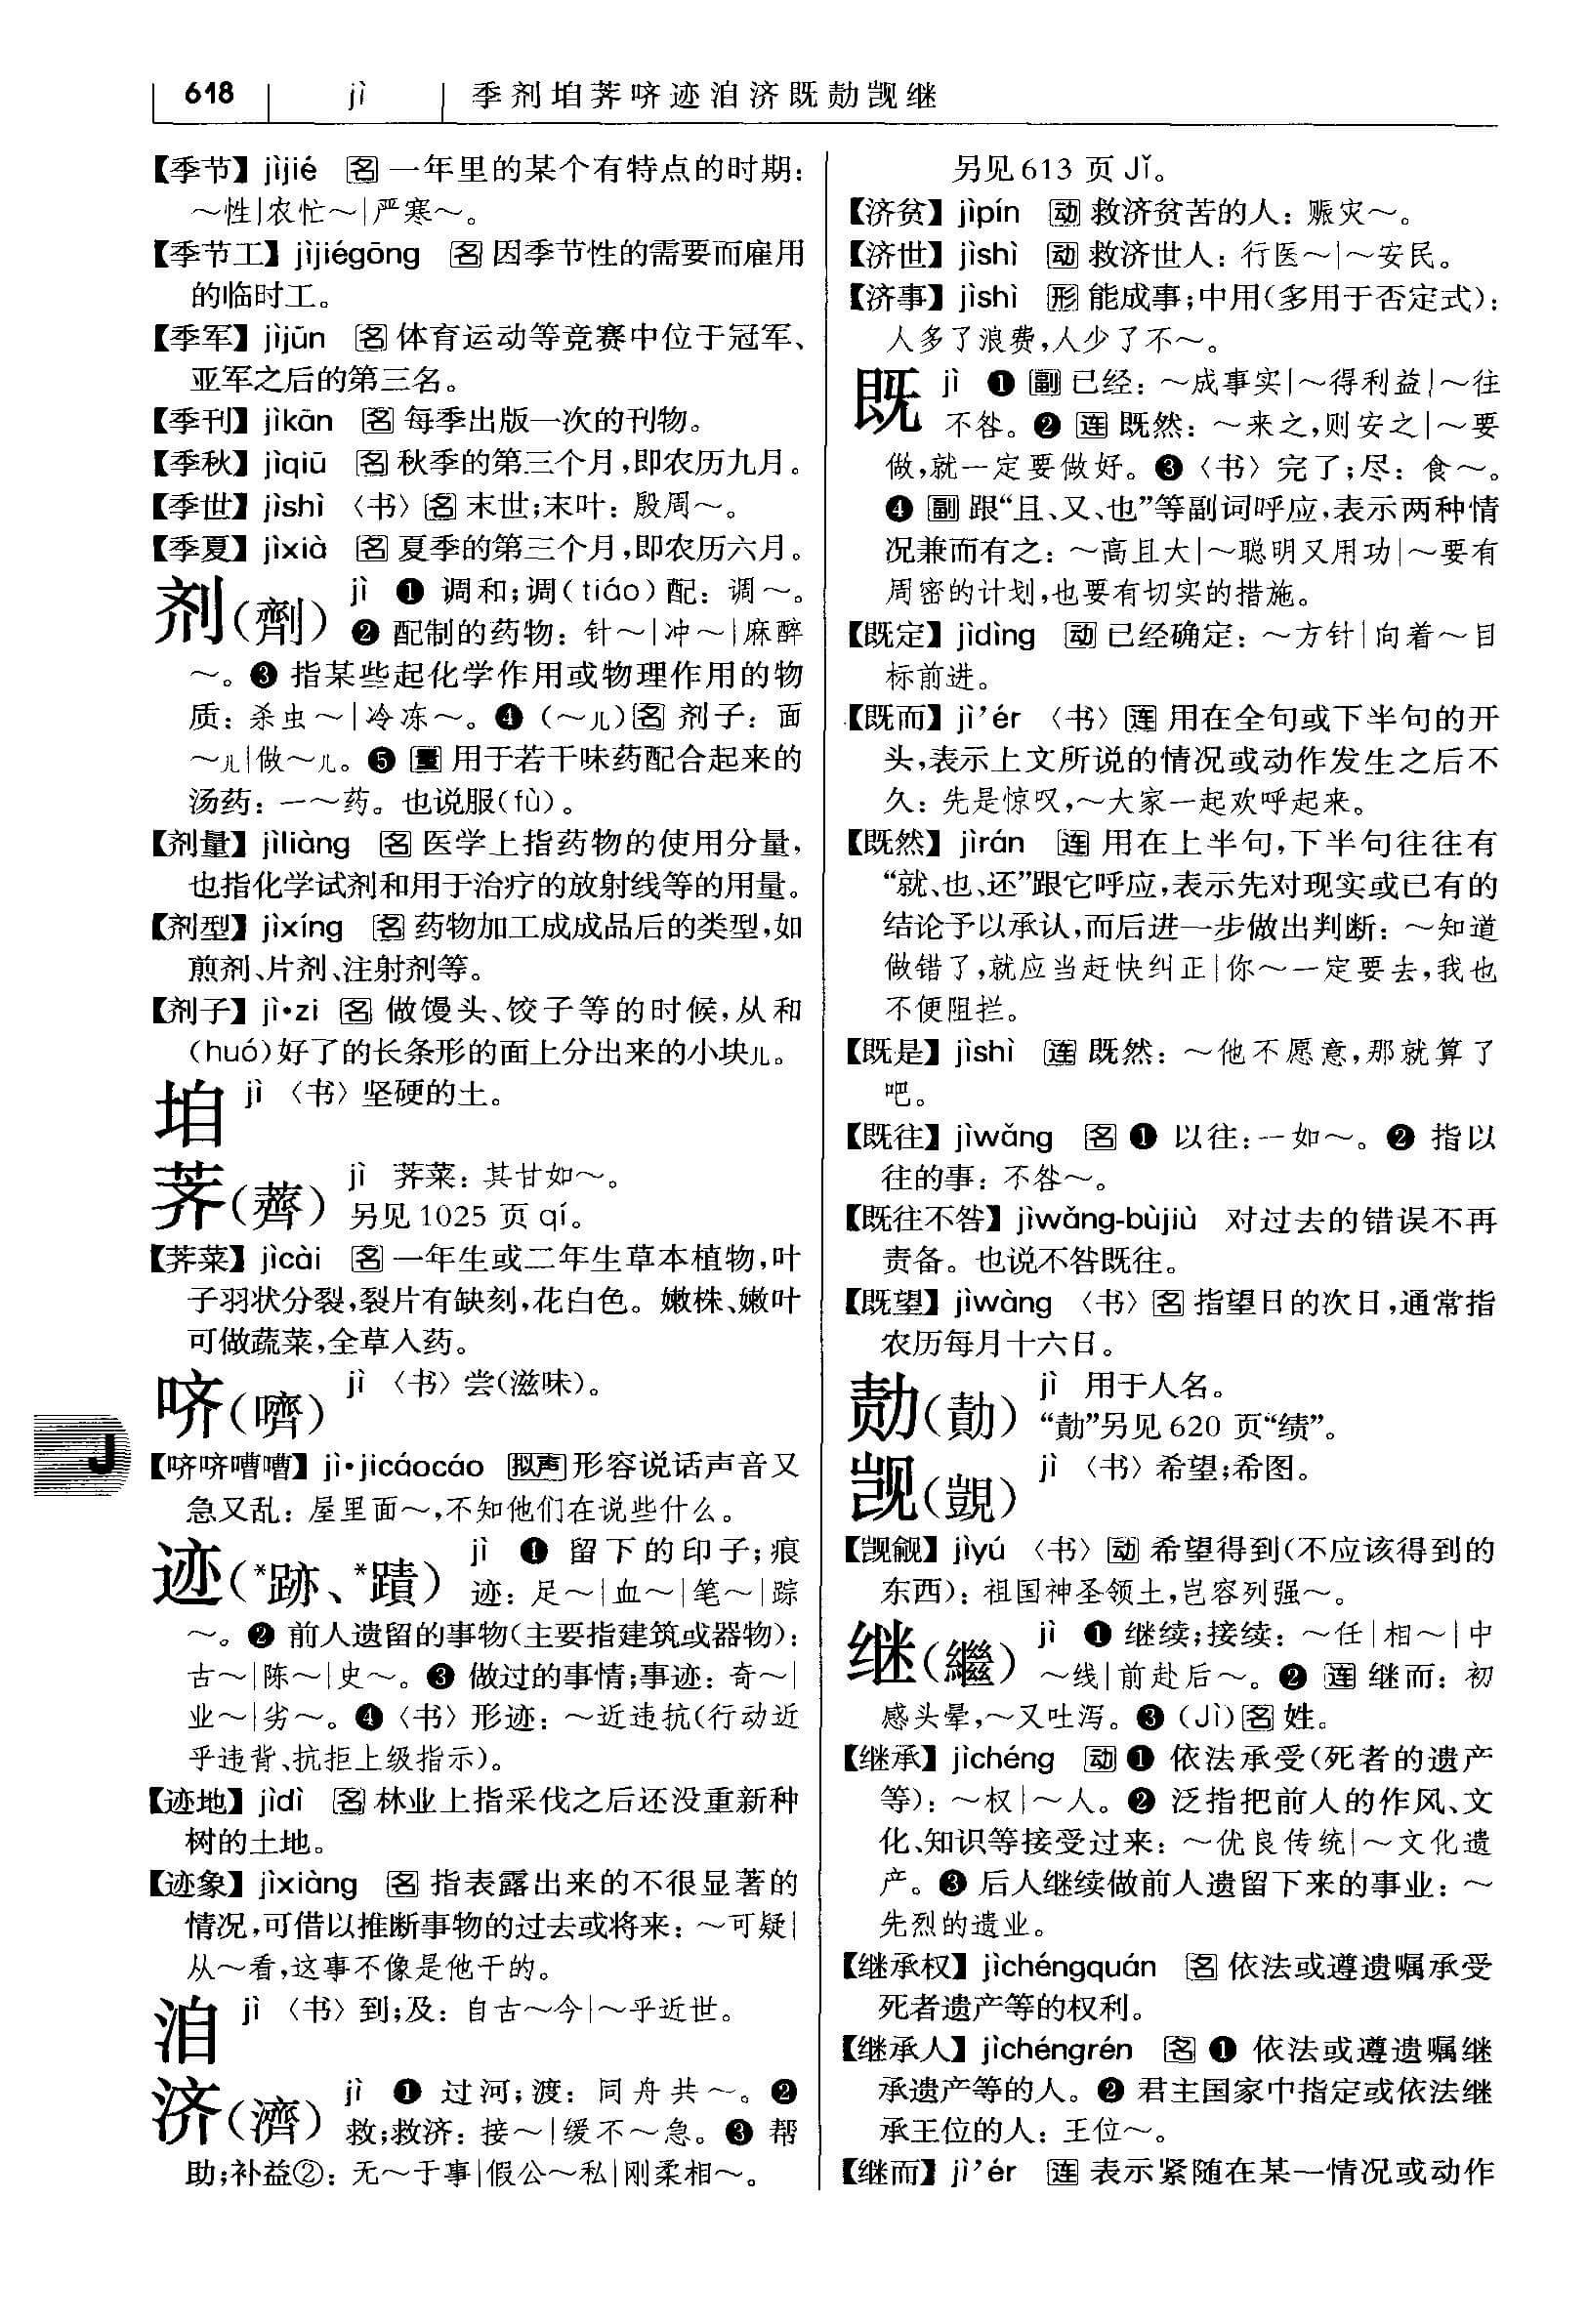 618 jì 季剂垍荠哜迹洎济既勣觊继
【季节】jìjié 名 一年里的某个有特点的时期：
～性|农忙～|严寒～。
【季节工】jìjiégōng 名 因季节性的需要而雇用
的临时工。
【季军】jìjūn 名 体育运动等竞赛中位于冠军、
亚军之后的第三名。
【季刊】jìkān 名 每季出版一次的刊物。
【季秋】jìqiū 名 秋季的第三个月，即农历九月。
【季世】jìshì 〈书〉名 末世；末叶：殷周～。
【季夏】jìxià 名 夏季的第三个月，即农历六月。
剂（劑） jì ❶ 调和；调（tiáo）配：调～。
❷ 配制的药物：针～|冲～|麻醉
～。❸ 指某些起化学作用或物理作用的物
质：杀虫～|冷冻～。❹（～儿）名 剂子：面
～儿|做～儿。❺ 量 用于若干味药配合起来的
汤药：一～药。也说服（fù）。
【剂量】jìliàng 名 医学上指药物的使用分量，
也指化学试剂和用于治疗的放射线等的用量。
【剂型】jìxíng 名 药物加工成成品后的类型，如
煎剂、片剂、注射剂等。
【剂子】jì•zi 名 做馒头、饺子等的时候，从和
（huó）好了的长条形的面上分出来的小块儿。
垍 jì 〈书〉坚硬的土。
荠（薺） jì 荠菜：其甘如～。
另见 1025 页 qí。
【荠菜】jìcài 名 一年生或二年生草本植物，叶
子羽状分裂，裂片有缺刻，花白色。嫩株、嫩叶
可做蔬菜，全草入药。
哜（嚌） jì 〈书〉尝（滋味）。
【哜哜嘈嘈】jì•jicáocáo 拟声 形容说话声音又
急又乱：屋里面～，不知他们在说些什么。
迹（*跡、*蹟） jì ❶ 留下的印子；痕
迹：足～|血～|笔～|踪
～。❷ 前人遗留的事物（主要指建筑或器物）：
古～|陈～|史～。❸ 做过的事情；事迹：奇～|
业～|劣～。❹〈书〉形迹：～近违抗（行动近
乎违背、抗拒上级指示）。
【迹地】jìdì 名 林业上指采伐之后还没重新种
树的土地。
【迹象】jìxiàng 名 指表露出来的不很显著的
情况，可借以推断事物的过去或将来：～可疑|
从～看，这事不像是他干的。
洎 jì 〈书〉到；及：自古～今|～乎近世。
济（濟） jì ❶ 过河；渡：同舟共～。❷
救；救济：接～|缓不～急。❸ 帮
助；补益②：无～于事|假公～私|刚柔相～。
另见 613 页 Jǐ。
【济贫】jìpín 动 救济贫苦的人：赈灾～。
【济世】jìshì 动 救济世人：行医～|～安民。
【济事】jìshì 形 能成事；中用（多用于否定式）：
人多了浪费，人少了不～。
既 jì ❶ 副 已经：～成事实|～得利益|～往
不咎。❷ 连 既然：～来之，则安之|～要
做，就一定要做好。❸〈书〉完了；尽：食～。
❹ 副 跟“且、又、也”等副词呼应，表示两种情
况兼而有之：～高且大|～聪明又用功|～要有
周密的计划，也要有切实的措施。
【既定】jìdìng 动 已经确定：～方针|向着～目
标前进。
【既而】jì’ér 〈书〉连 用在全句或下半句的开
头，表示上文所说的情况或动作发生之后不
久：先是惊叹，～大家一起欢呼起来。
【既然】jìrán 连 用在上半句，下半句往往有
“就、也、还”跟它呼应，表示先对现实或已有的
结论予以承认，而后进一步做出判断：～知道
做错了，就应当赶快纠正|你～一定要去，我也
不便阻拦。
【既是】jìshì 连 既然：～他不愿意，那就算了
吧。
【既往】jìwǎng 名 ❶ 以往：一如～。❷ 指以
往的事：不咎～。
【既往不咎】jìwǎng-bùjiù 对过去的错误不再
责备。也说不咎既往。
【既望】jìwàng 〈书〉名 指望日的次日，通常指
农历每月十六日。
勣（勣） jì 用于人名。
“勣”另见 620 页“绩”。
觊（覬） jì 〈书〉希望；希图。
【觊觎】jìyú 〈书〉动 希望得到（不应该得到的
东西）：祖国神圣领土，岂容列强～。
继（繼） jì ❶ 继续；接续：～任|相～|中
～线|前赴后～。❷ 连 继而：初
感头晕，～又吐泻。❸（Jì）名 姓。
【继承】jìchéng 动 ❶ 依法承受（死者的遗产
等）：～权|～人。❷ 泛指把前人的作风、文
化、知识等接受过来：～优良传统|～文化遗
产。❸ 后人继续做前人遗留下来的事业：～
先烈的遗业。
【继承权】jìchéngquán 名 依法或遵遗嘱承受
死者遗产等的权利。
【继承人】jìchéngrén 名 ❶ 依法或遵遗嘱继
承遗产等的人。❷ 君主国家中指定或依法继
承王位的人：王位～。
【继而】jì’ér 连 表示紧随在某一情况或动作
J